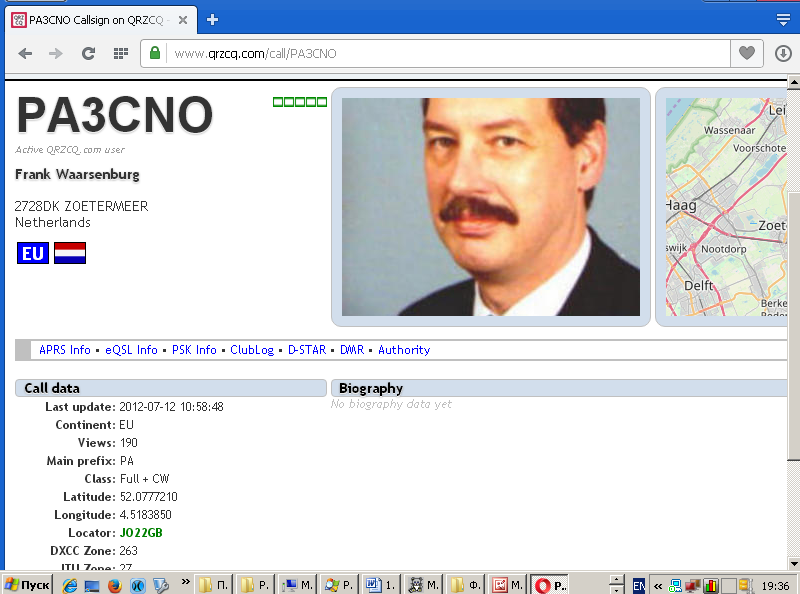 PA3CNO Callsign on QRZCQ -
www.qrzcq.com/call/PA3CNO
PA3CNO
Active QRZCQ.com user
Frank Waarsenburg
2728DK ZOETERMEER
Netherlands
EU
Lei
Wassenaar
Voorschote
Haag
Zoet
swijk
Nootdorp
Delft
Berke
APRS Info • eQSL Info • PSK Info • ClubLog • D-STAR • DMR • Authority
Call data
Last update: 2012-07-12 10:58:48
Continent: EU
Views: 190
Main prefix: PA
Class: Full + CW
Latitude: 52.0777210
Longitude: 4.5183850
Locator: JO22GB
DXCC Zone: 263
ITU Zone: 27
Biography
No biography data yet
Пуск
»
П.
Р.
М.
Р.
1.
М.
Ф.
М.
Р..
EN
«
19:36